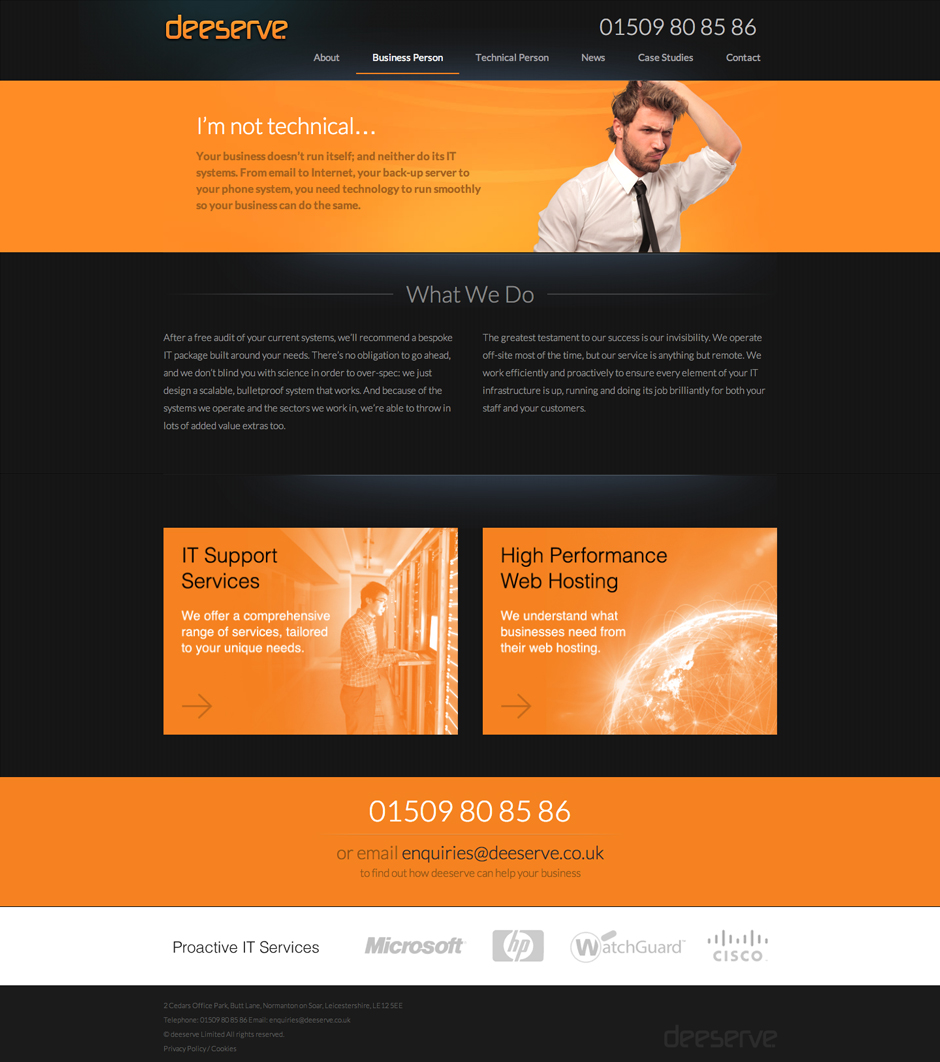 deeserve
01509 80 85 86
About
Business Person
Technical Person
News
Case Studies
Contact
I'm not technical...
Your business doesn't run itself; and neither do its IT
systems. From email to Internet, your back-up server to
your phone system, you need technology to run smoothly
so your business can do the same.
What We Do
After a free audit of your current systems, we'll recommend a bespoke
IT package built around your needs. There's no obligation to go ahead,
and we don't blind you with science in order to over-spec: we just
design a scalable, bulletproof system that works. And because of the
systems we operate and the sectors we work in, we're able to throw in
lots of added value extras too.
The greatest testament to our success is our invisibility. We operate
off-site most of the time, but our service is anything but remote. We
work efficiently and proactively to ensure every element of your IT
infrastructure is up, running and doing its job brilliantly for both your
staff and your customers.
IT Support
Services
We offer a comprehensive
range of services, tailored
to your unique needs.
High Performance
Web Hosting
We understand what
businesses need from
their web hosting.
01509 80 85 86
or email enquiries@deeserve.co.uk
to find out how deeserve can help your business
Proactive IT Services
Microsoft
hp
WatchGuard
CISCO
2 Cedars Office Park, Butt Lane, Normanton on Soar, Leicestershire, LE12 5EE
Telephone: 01509 80 85 86 Email: enquiries@deeserve.co.uk
© deeserve Limited All rights reserved.
Privacy Policy / Cookies
deeserve